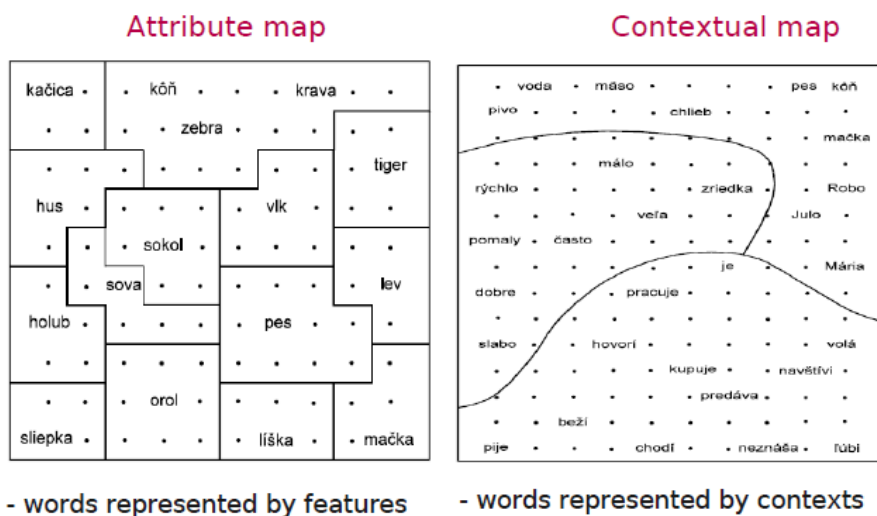 Attribute map
kačica kôň krava
zebra
tiger
hus vlk
sokol
sova lev
holub pes
orol
sliepka líška mačka
- words represented by features
Contextual map
voda mäso pes kôň
pivo chlieb
mačka
málo
rýchlo zriedka Robo
veľa Julo
pomaly často
je Mária
dobre pracuje
slabo hovorí volá
kupuje navštívi
predáva
beží
pije chodí neznáša ľúbi
- words represented by contexts